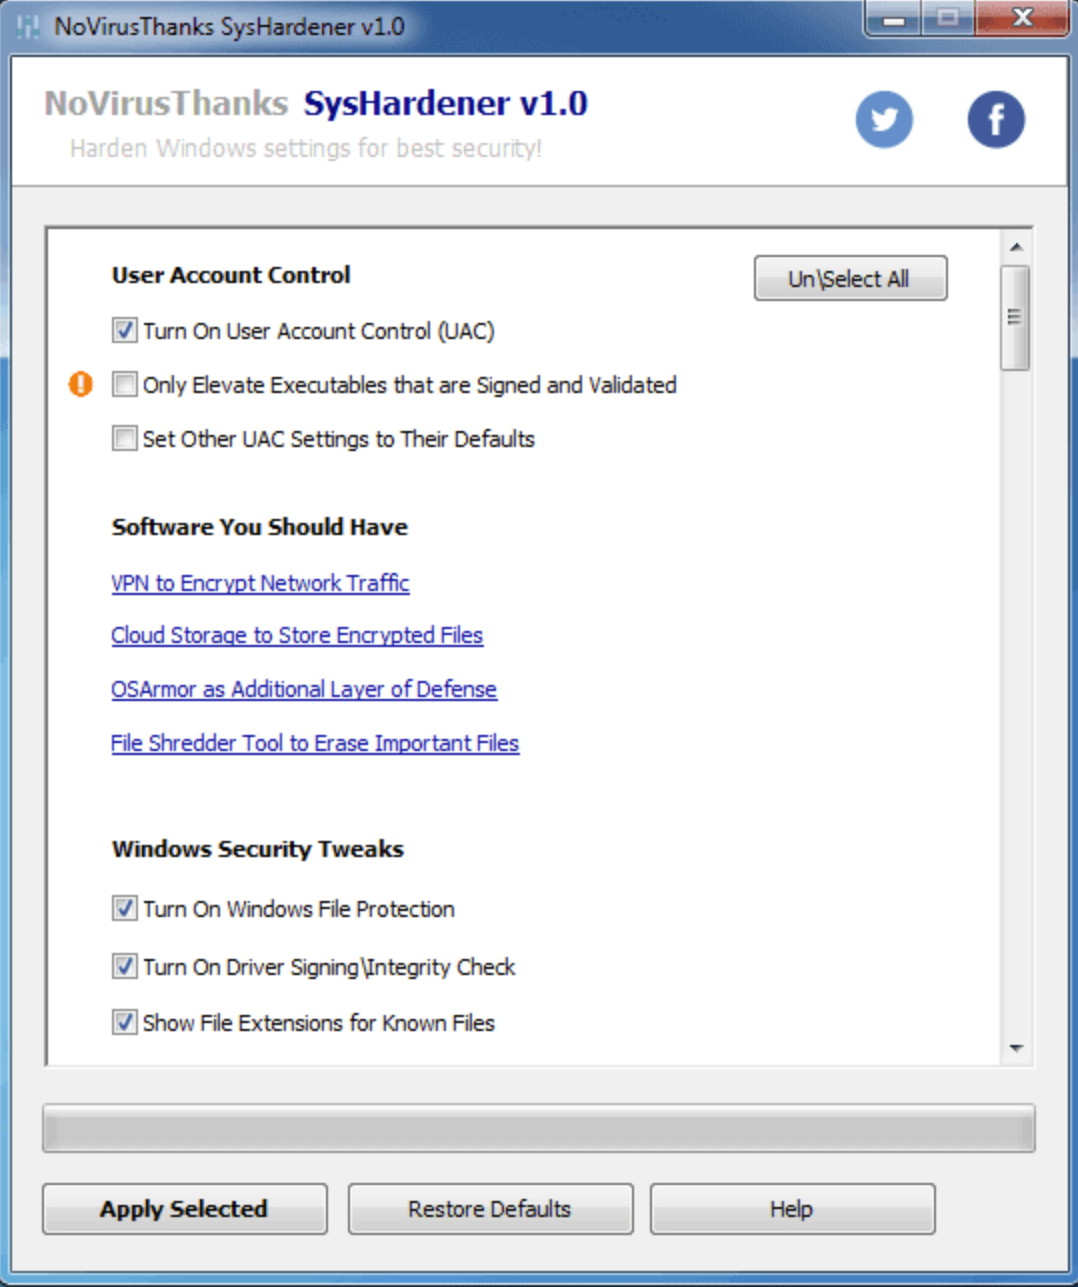 NoVirusThanks SysHardener v1.0
NoVirusThanks SysHardener v1.0
Harden Windows settings for best security!
User Account Control
Un\Select All
Turn On User Account Control (UAC)
Only Elevate Executables that are Signed and Validated
Set Other UAC Settings to Their Defaults
Software You Should Have
VPN to Encrypt Network Traffic
Cloud Storage to Store Encrypted Files
OSArmor as Additional Layer of Defense
File Shredder Tool to Erase Important Files
Windows Security Tweaks
Turn On Windows File Protection
Turn On Driver Signing\Integrity Check
Show File Extensions for Known Files
Apply Selected
Restore Defaults
Help